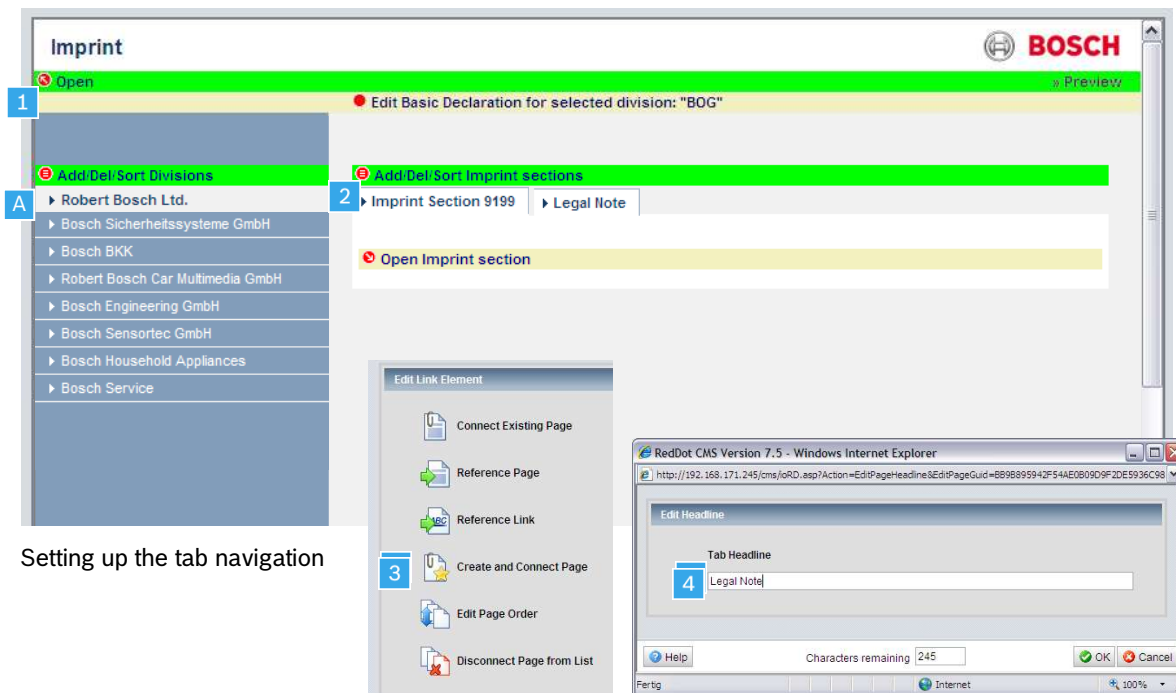 Imprint
BOSCH
Open
» Preview
1
Edit Basic Declaration for selected division: "BOG"
Add/Del/Sort Divisions
Add/Del/Sort Imprint sections
A
Robert Bosch Ltd.
2
Imprint Section 9199
Legal Note
Bosch Sicherheitssysteme GmbH
Bosch BKK
Open Imprint section
Robert Bosch Car Multimedia GmbH
Bosch Engineering GmbH
Bosch Sensortec GmbH
Bosch Household Appliances
Bosch Service
Edit Link Element
Connect Existing Page
Reference Page
Reference Link
3
Create and Connect Page
Edit Page Order
Disconnect Page from List
RedDot CMS Version 7.5 - Windows Internet Explorer
http://192.168.171.245/cms/ioRD.asp?Action=EditPageHeadline&EditPageGuid=BB9B895942F54AE0B09D9F2DE5936C98
Edit Headline
Tab Headline
4
Legal Note
Help
Characters remaining 245
OK
Cancel
Fertig
Internet
100%
Setting up the tab navigation